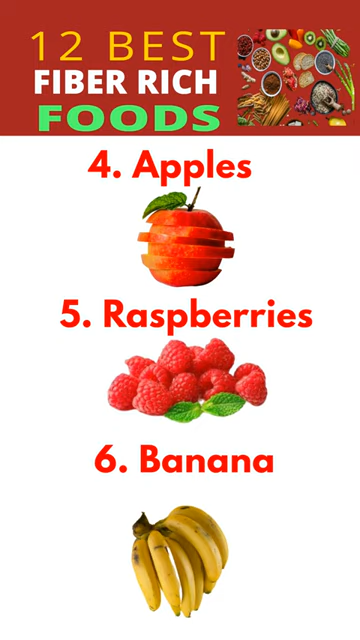 12 BEST
FIBER RICH
FOODS
4. Apples
5. Raspberries
6. Banana